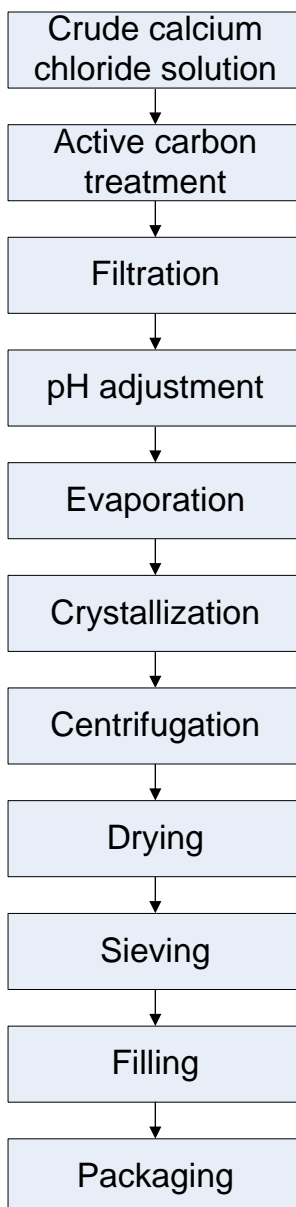 Crude calcium
chloride solution
Active carbon
treatment
Filtration
pH adjustment
Evaporation
Crystallization
Centrifugation
Drying
Sieving
Filling
Packaging